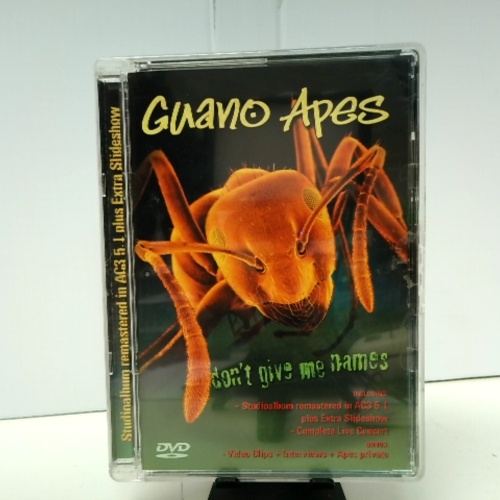 Studioalbum remastered in AC3 5.1 plus Extra Slideshow
Guano Apes
don't give me names
- Studioalbum remastered in AC3 5.1
plus Extra Slideshow
- Complete Live Concert
- Video Clips + Interviews + Apes private
DVD